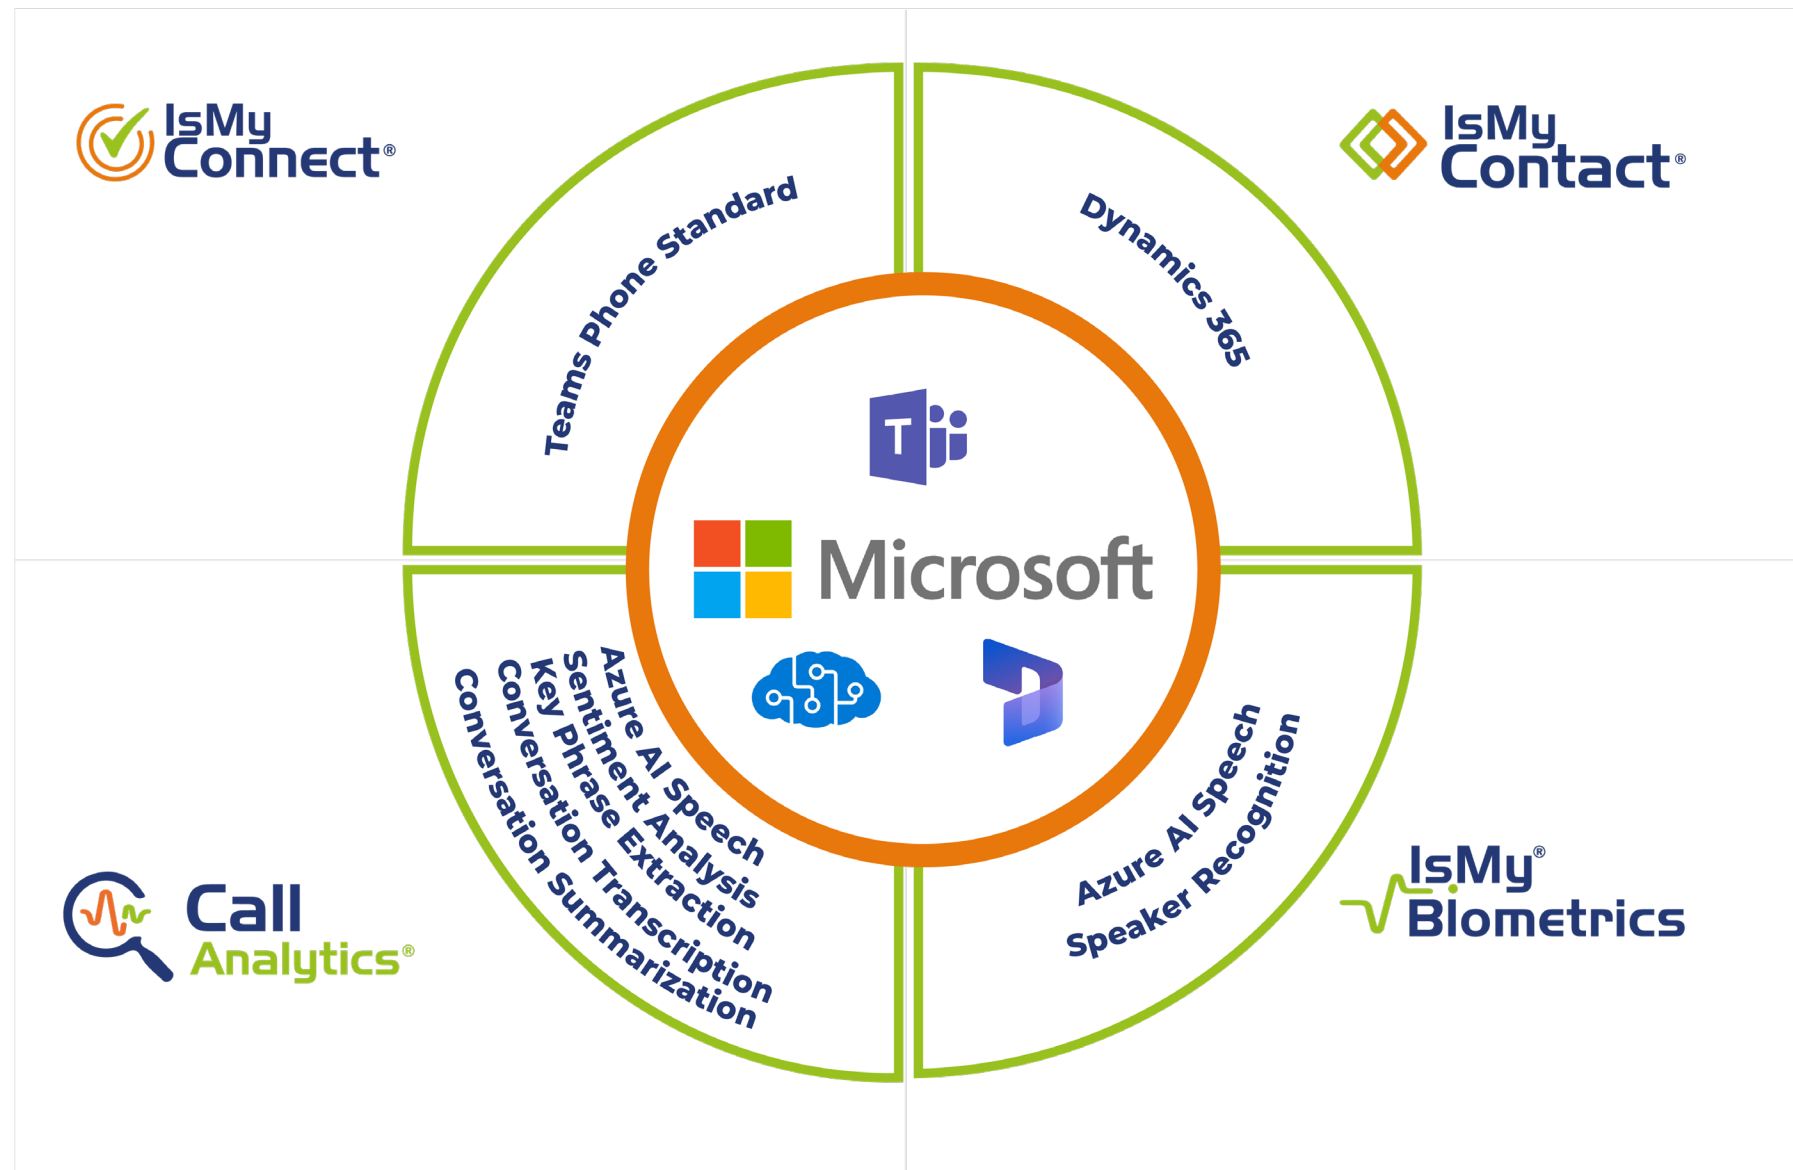 IsMy
Connect®
IsMy
Contact®
Teams Phone Standard
Dynamics 365
T
Microsoft
Azure AI Speech
Sentiment Analysis
Key Phrase Extraction
Conversation Transcription
Conversation Summarization
Azure AI Speech
Speaker Recognition
Call
Analytics®
IsMy®
Biometrics